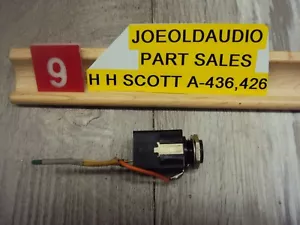 JOEOLDAUDIO
PART SALES
9
H H SCOTT A-436,426